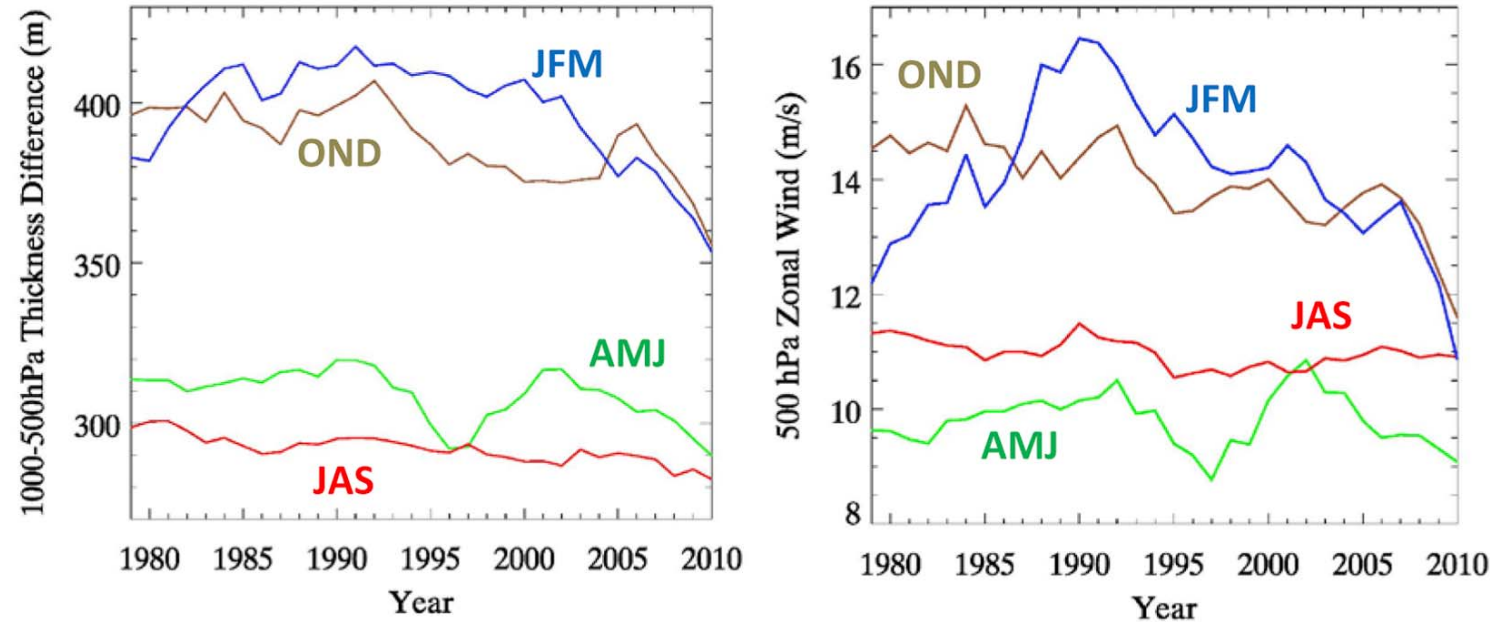 1000-500hPa Thickness Difference (m)
400
350
300
JFM
OND
AMJ
JAS
1980 1985 1990 1995 2000 2005 2010
Year
500 hPa Zonal Wind (m/s)
16
14
12
10
8
OND
JFM
JAS
AMJ
1980 1985 1990 1995 2000 2005 2010
Year